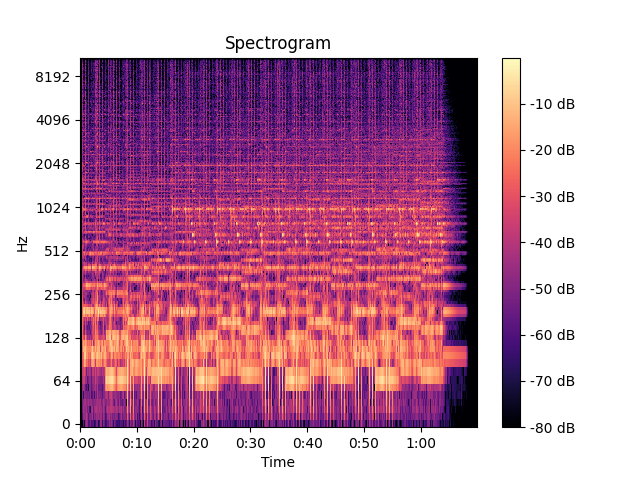 Spectrogram
8192
4096
2048
1024
512
256
128
64
0
Hz
0:00 0:10 0:20 0:30 0:40 0:50 1:00
Time
-10 dB
-20 dB
-30 dB
-40 dB
-50 dB
-60 dB
-70 dB
-80 dB